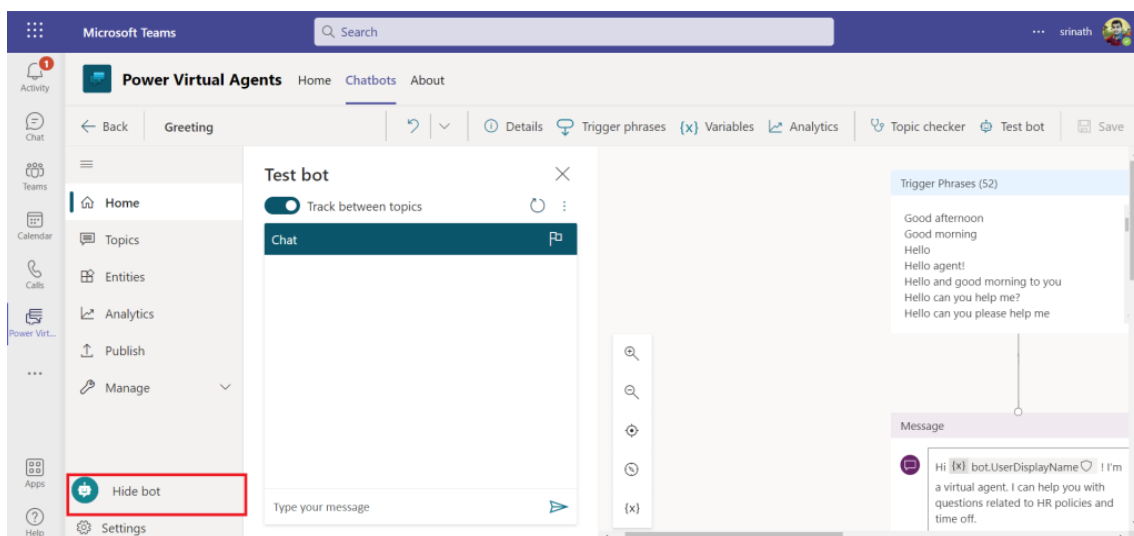 Microsoft Teams
Search
srinath
1
Activity
Chat
Teams
Calendar
Calls
Power Virt...
Apps
Help
Power Virtual Agents Home Chatbots About
Back Greeting Details Trigger phrases {x} Variables Analytics Topic checker Test bot Save
Home
Topics
Entities
Analytics
Publish
Manage
Hide bot
Settings
Test bot
Track between topics
Chat
Type your message
{x}
Trigger Phrases (52)
Good afternoon
Good morning
Hello
Hello agent!
Hello and good morning to you
Hello can you help me?
Hello can you please help me
Message
Hi {x} bot.UserDisplayName ! I'm
a virtual agent. I can help you with
questions related to HR policies and
time off.